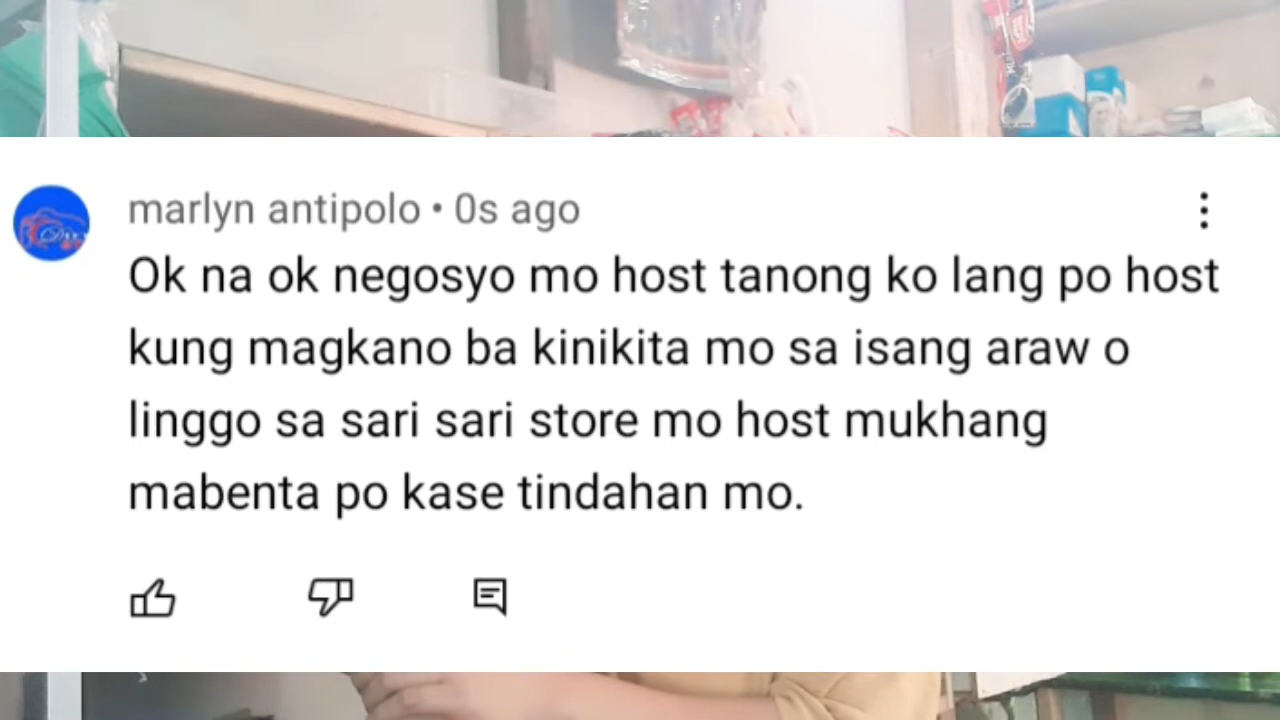 marlyn antipolo • 0s ago
Ok na ok negosyo mo host tanong ko lang po host
kung magkano ba kinikita mo sa isang araw o
linggo sa sari sari store mo host mukhang
mabenta po kase tindahan mo.